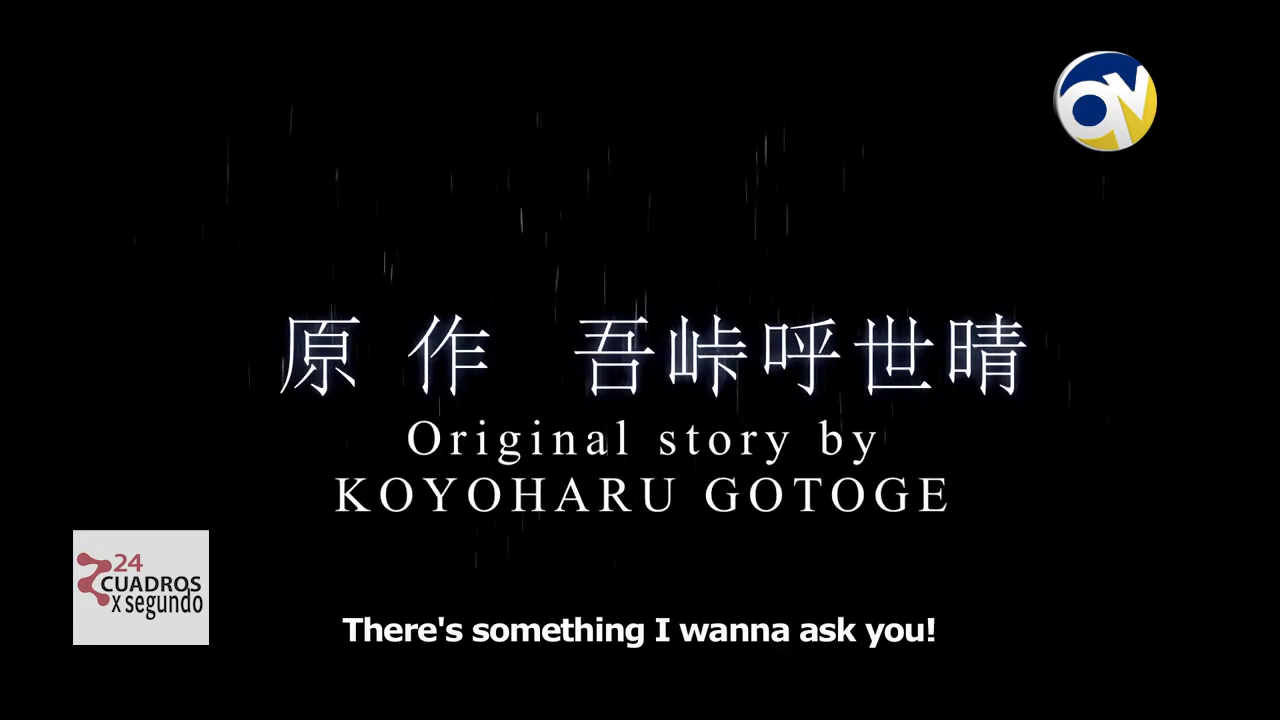 原作 吾峠呼世晴
Original story by
KOYOHARU GOTOGE
24
CUADROS
x segundo
There's something I wanna ask you!